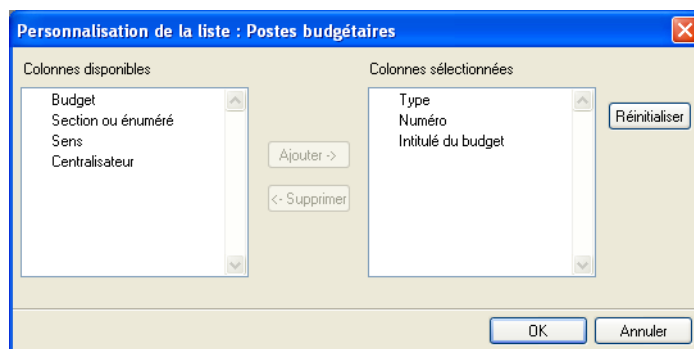 Personnalisation de la liste : Postes budgétaires
Colonnes disponibles
Budget
Section ou énuméré
Sens
Centralisateur
Ajouter ->
<- Supprimer
Colonnes sélectionnées
Type
Numéro
Intitulé du budget
Réinitialiser
OK
Annuler